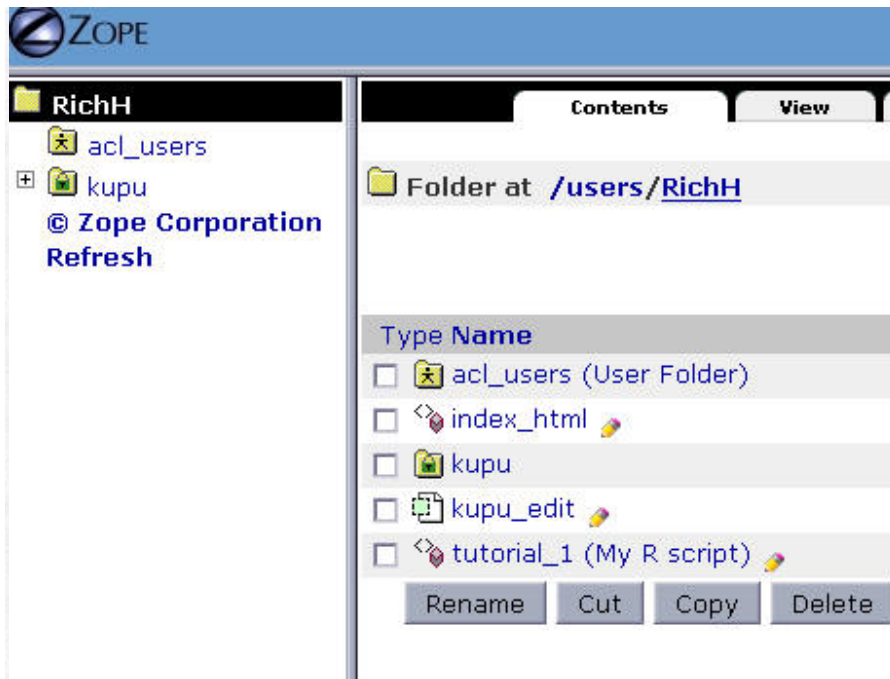 ZOPE
RichH
acl_users
kupu
© Zope Corporation
Refresh
Contents View
Folder at /users/RichH
Type Name
acl_users (User Folder)
index_html
kupu
kupu_edit
tutorial_1 (My R script)
Rename Cut Copy Delete